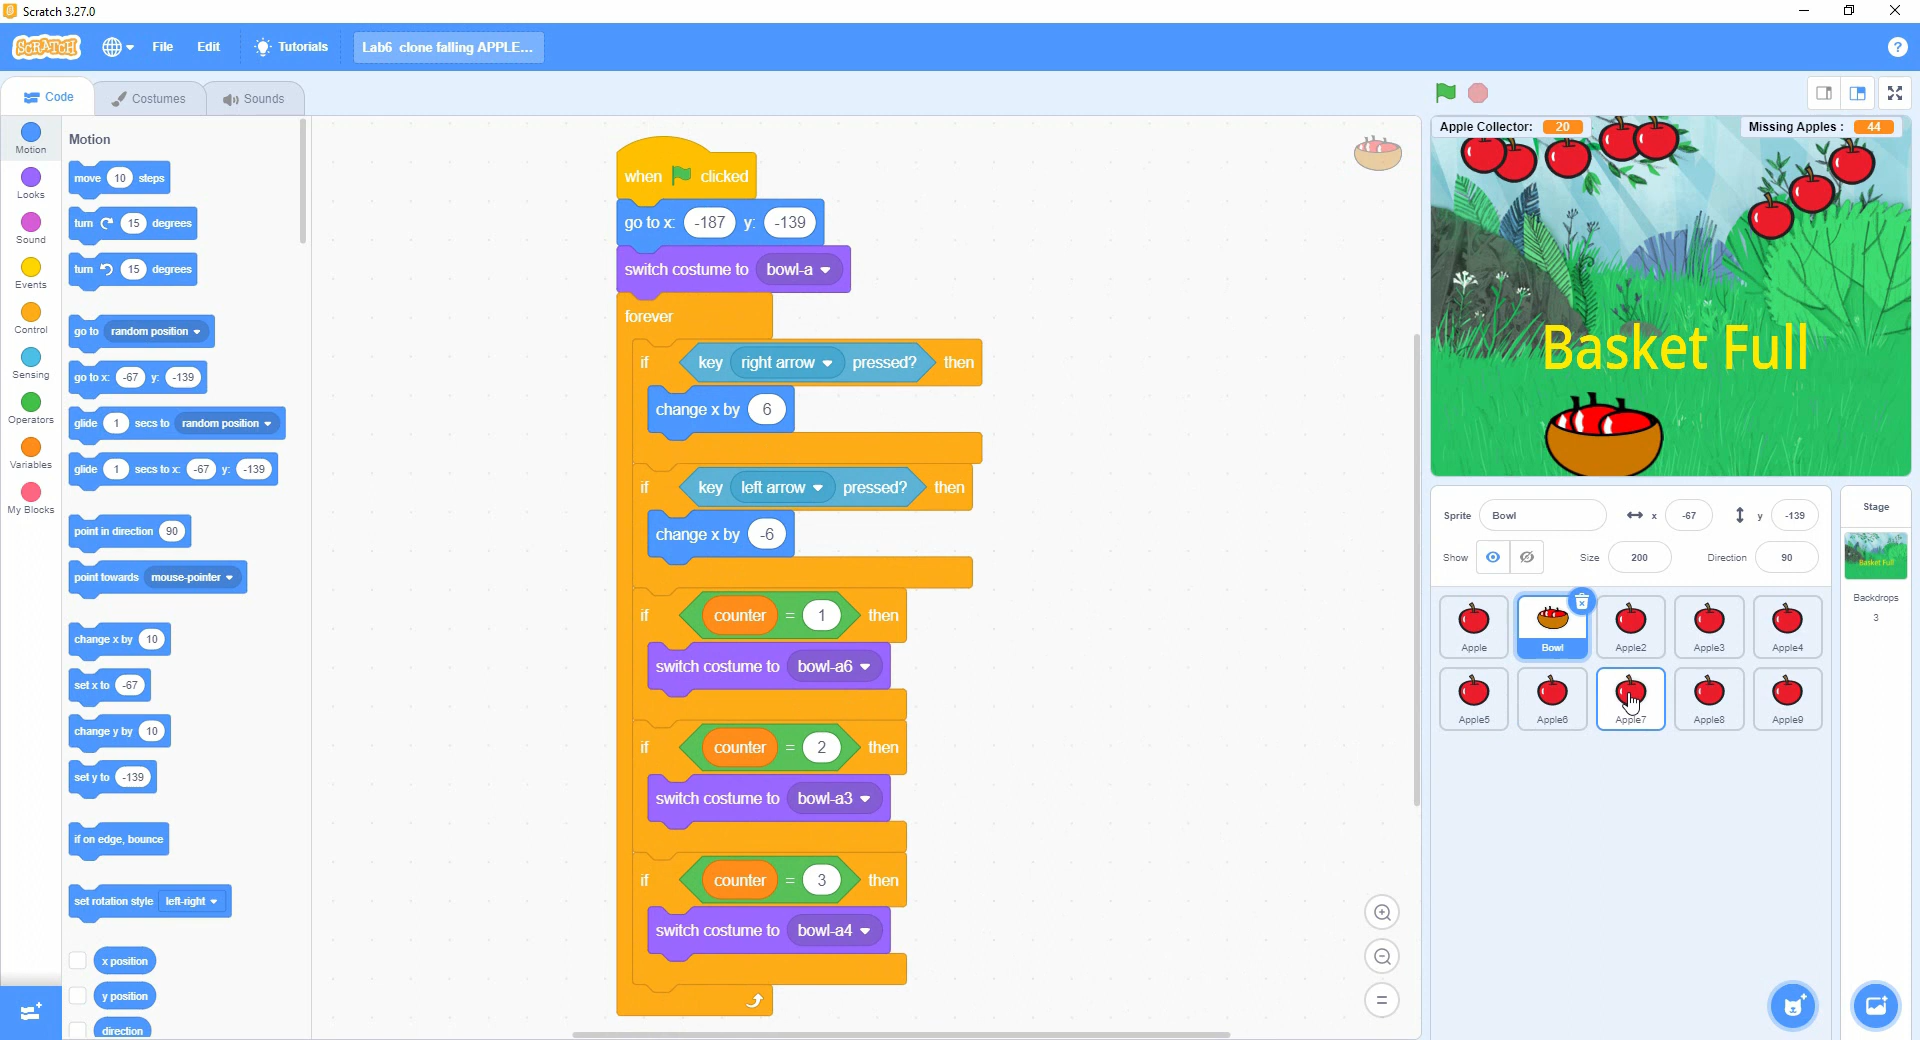 Scratch 3.27.0
SCRATCH File Edit Tutorials Lab6 clone falling APPLE...
Code Costumes Sounds
Motion
Looks
Sound
Events
Control
Sensing
Operators
Variables
My Blocks
Motion
move 10 steps
turn 15 degrees
turn 15 degrees
go to random position
go to x: -67 y: -139
glide 1 secs to random position
glide 1 secs to x: -67 y: -139
point in direction 90
point towards mouse-pointer
change x by 10
set x to -67
change y by 10
set y to -139
if on edge, bounce
set rotation style left-right
x position
y position
direction
when clicked
go to x: -187 y: -139
switch costume to bowl-a
forever
if key right arrow pressed? then
change x by 6
if key left arrow pressed? then
change x by -6
if counter = 1 then
switch costume to bowl-a6
if counter = 2 then
switch costume to bowl-a3
if counter = 3 then
switch costume to bowl-a4
Apple Collector: 20 Missing Apples : 44
Basket Full
Sprite Bowl x -67 y -139
Show Size 200 Direction 90
Apple Bowl Apple2 Apple3 Apple4
Apple5 Apple6 Apple7 Apple8 Apple9
Stage
Basket Full
Backdrops
3